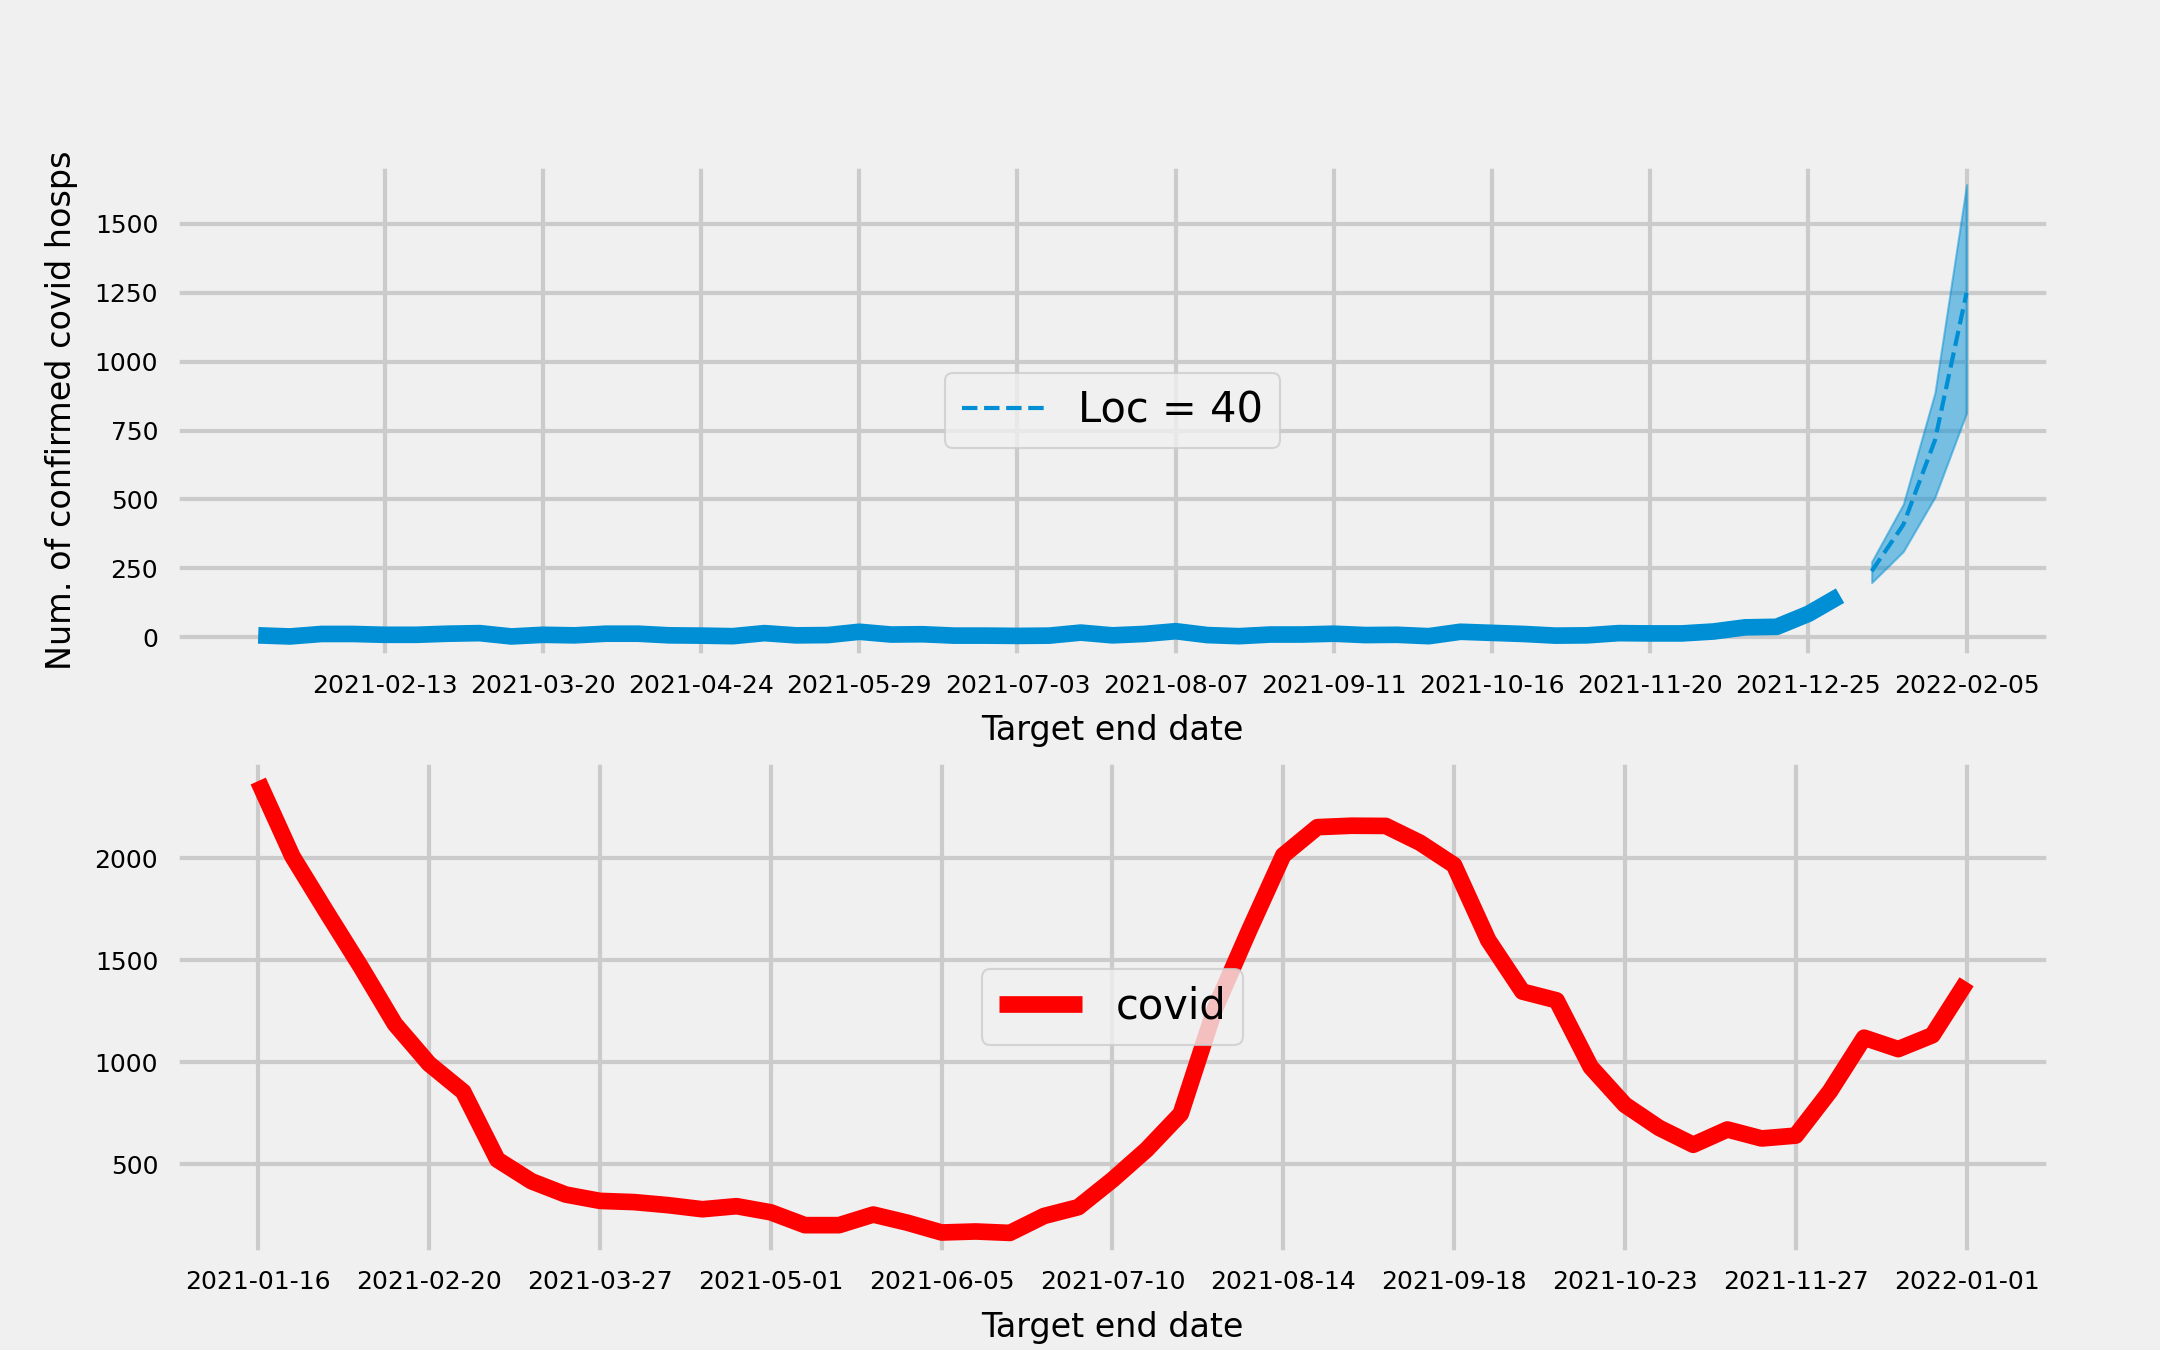 Num. of confirmed covid hosps
1500
1250
1000
750
500
250
0
Loc = 40
2021-02-13 2021-03-20 2021-04-24 2021-05-29 2021-07-03 2021-08-07 2021-09-11 2021-10-16 2021-11-20 2021-12-25 2022-02-05
Target end date
2000
1500
1000
500
covid
2021-01-16 2021-02-20 2021-03-27 2021-05-01 2021-06-05 2021-07-10 2021-08-14 2021-09-18 2021-10-23 2021-11-27 2022-01-01
Target end date